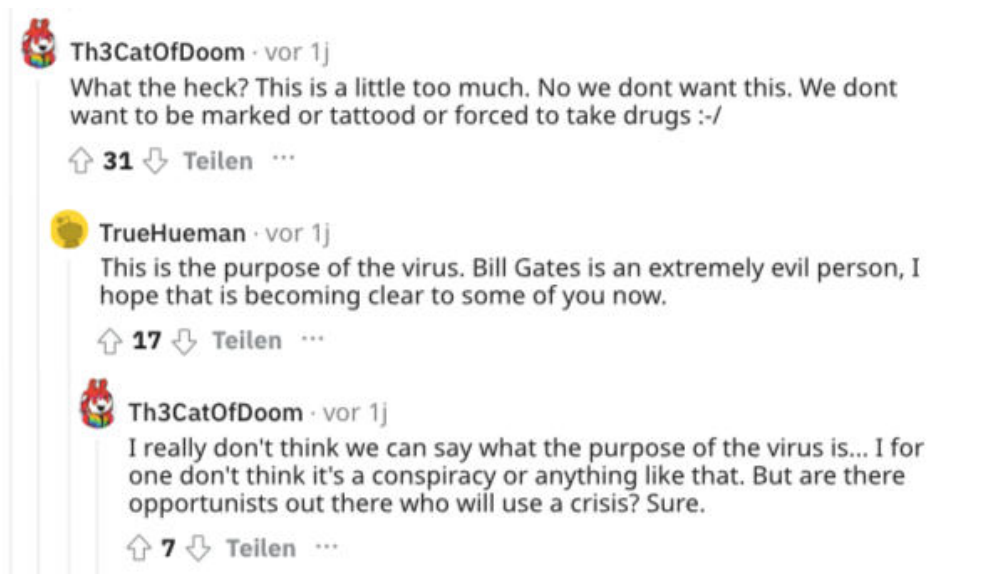 Th3CatOfDoom · vor 1j
What the heck? This is a little too much. No we dont want this. We dont
want to be marked or tattood or forced to take drugs :-/
31 Teilen ···
TrueHueman · vor 1j
This is the purpose of the virus. Bill Gates is an extremely evil person, I
hope that is becoming clear to some of you now.
17 Teilen ···
Th3CatOfDoom · vor 1j
I really don't think we can say what the purpose of the virus is... I for
one don't think it's a conspiracy or anything like that. But are there
opportunists out there who will use a crisis? Sure.
7 Teilen ···